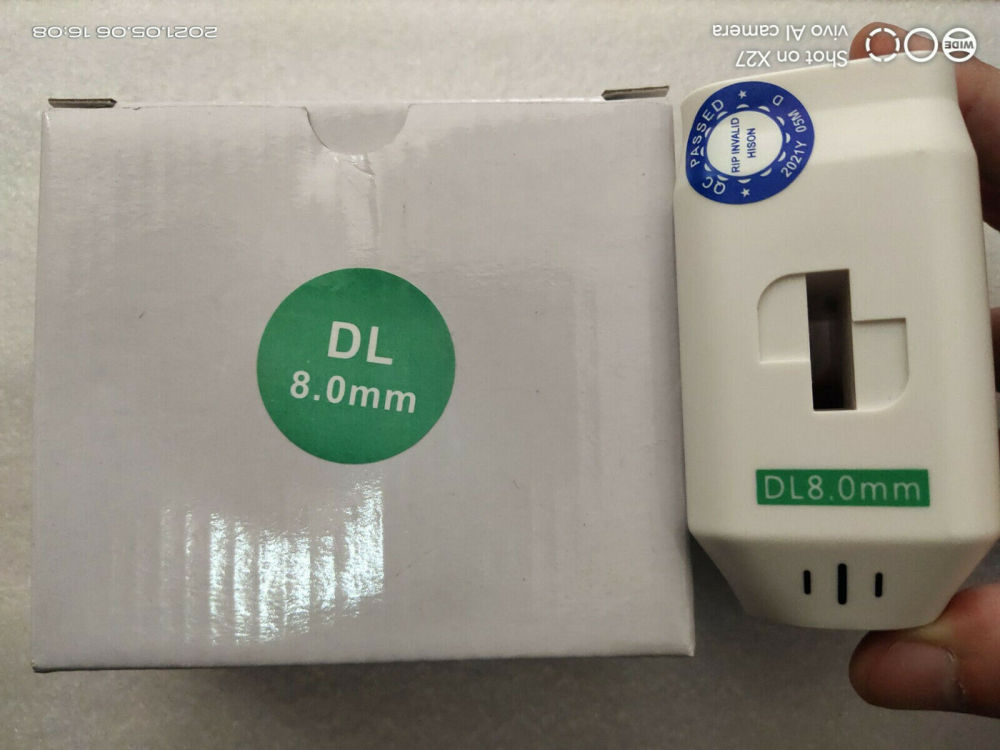 2021.05.06 16:08
Shot on X27
vivo AI camera
WIDE
DL
8.0mm
QC PASSED
D
RIP INVALID
HISON
2021Y 05M
DL8.0mm